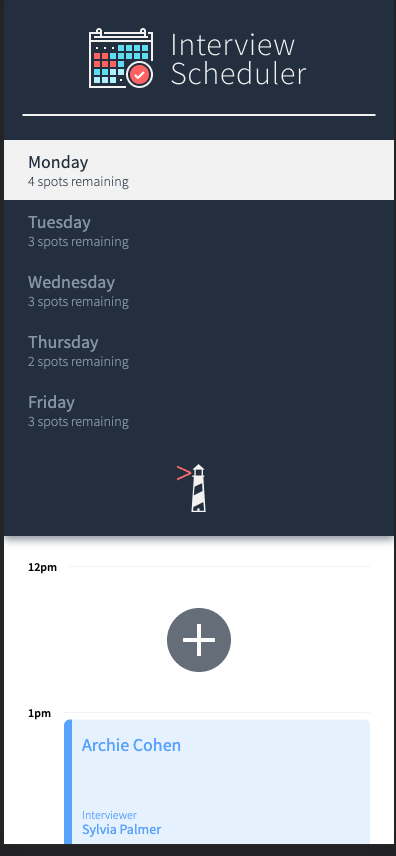 Interview
Scheduler
Monday
4 spots remaining
Tuesday
3 spots remaining
Wednesday
3 spots remaining
Thursday
2 spots remaining
Friday
3 spots remaining
12pm
1pm
Archie Cohen
Interviewer
Sylvia Palmer